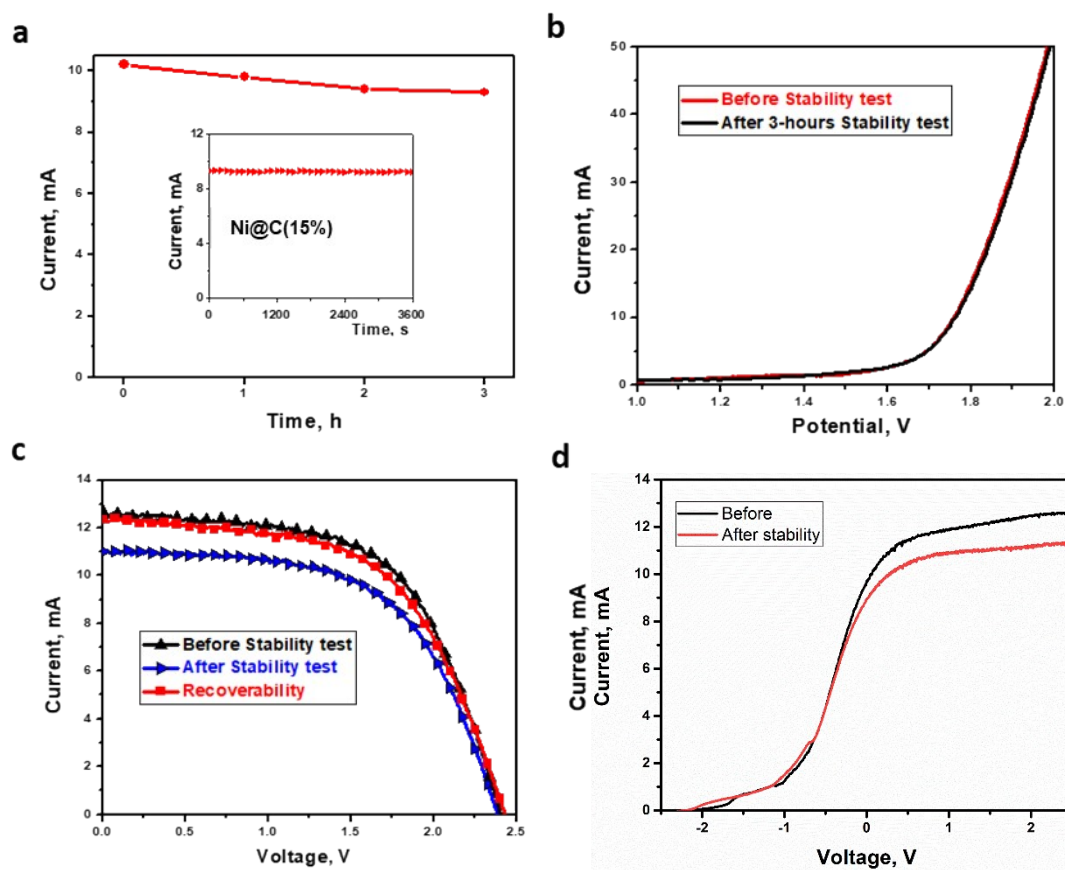 a
Current, mA
10
8
6
4
2
0
Current, mA
12
8
4
0
Ni@C(15%)
0 1200 2400 3600
Time, s
0 1 2 3
Time, h
b
Current, mA
50
40
30
20
10
0
Before Stability test
After 3-hours Stability test
1.0 1.2 1.4 1.6 1.8 2.0
Potential, V
c
Current, mA
14
12
10
8
6
4
2
0
Before Stability test
After Stability test
Recoverability
0.0 0.5 1.0 1.5 2.0 2.5
Voltage, V
d
Current, mA
Current, mA
14
12
10
8
6
4
2
0
Before
After stability
-2 -1 0 1 2
Voltage, V